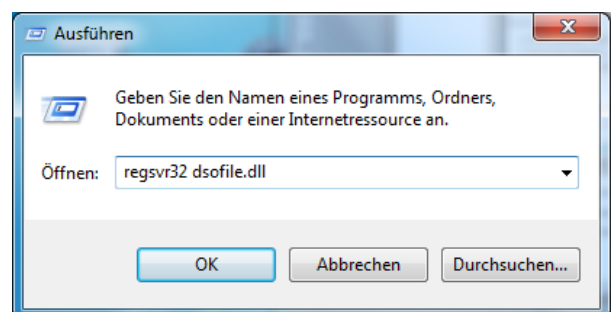 Ausführen
Geben Sie den Namen eines Programms, Ordners,
Dokuments oder einer Internetressource an.
Öffnen: regsvr32 dsofile.dll
OK Abbrechen Durchsuchen...